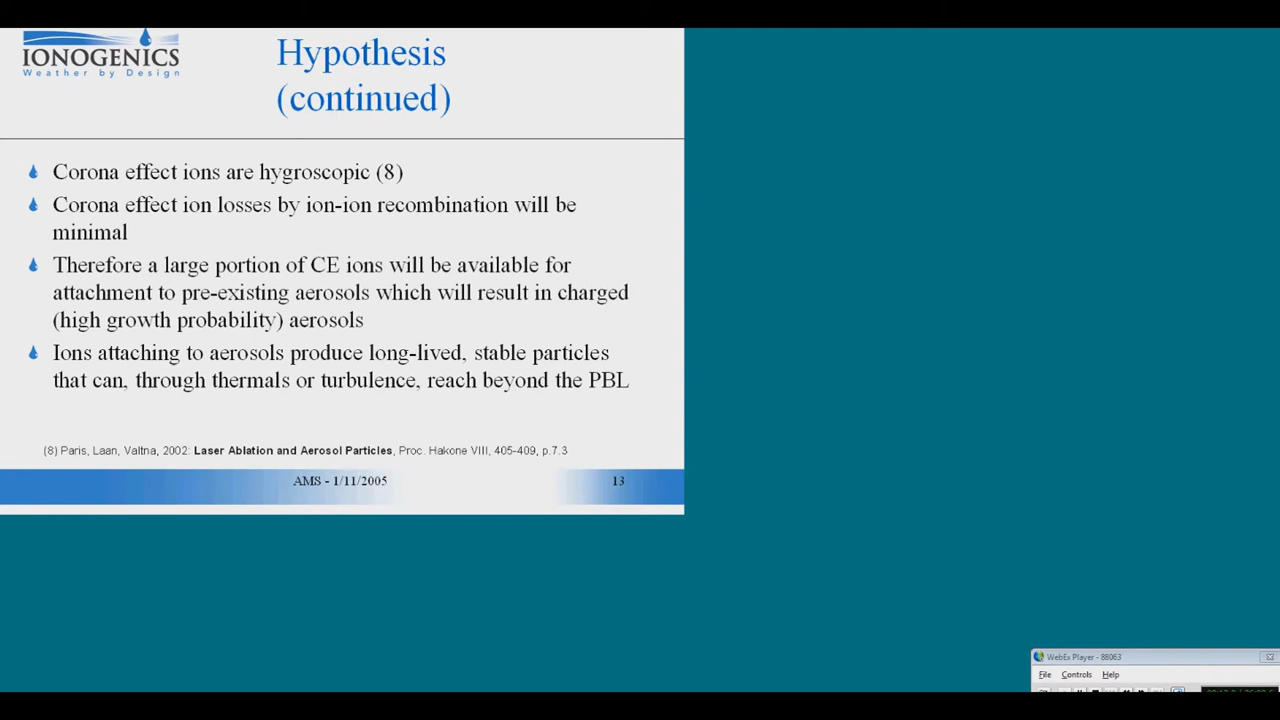 IONOGENICS
Weather by Design
Hypothesis
(continued)
Corona effect ions are hygroscopic (8)
Corona effect ion losses by ion-ion recombination will be
minimal
Therefore a large portion of CE ions will be available for
attachment to pre-existing aerosols which will result in charged
(high growth probability) aerosols
Ions attaching to aerosols produce long-lived, stable particles
that can, through thermals or turbulence, reach beyond the PBL
(8) Paris, Laan, Valtna, 2002: Laser Ablation and Aerosol Particles, Proc. Hakone VIII, 405-409, p.7.3
AMS - 1/11/2005
13
WebEx Player - 88063
File Controls Help